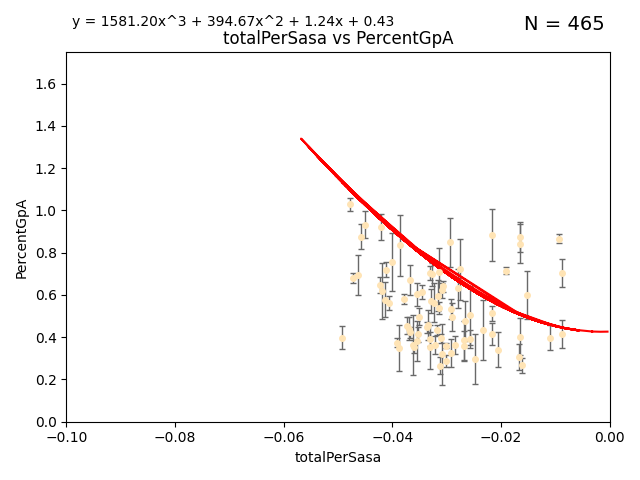 y = 1581.20x^3 + 394.67x^2 + 1.24x + 0.43
N = 465
totalPerSasa vs PercentGpA
PercentGpA
1.6
1.4
1.2
1.0
0.8
0.6
0.4
0.2
0.0
−0.10 −0.08 −0.06 −0.04 −0.02 0.00
totalPerSasa